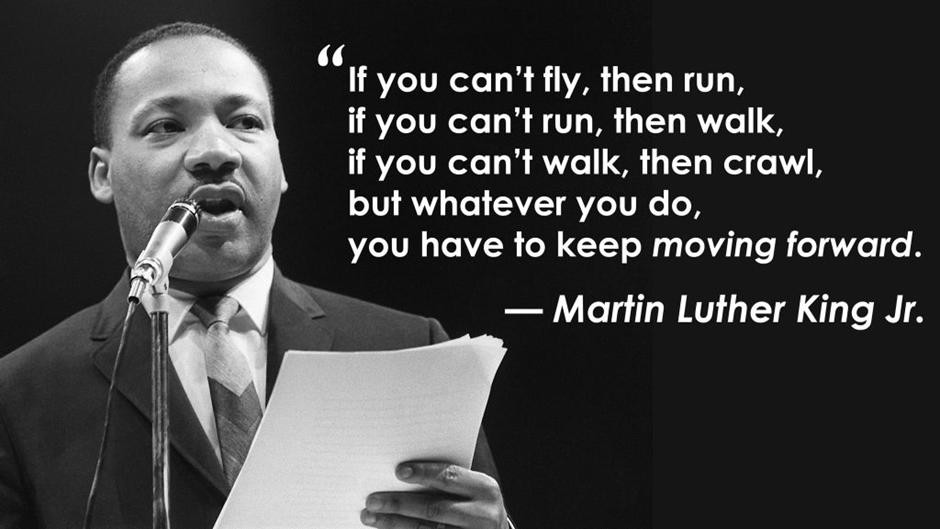 “If you can’t fly, then run,
if you can’t run, then walk,
if you can’t walk, then crawl,
but whatever you do,
you have to keep moving forward.
— Martin Luther King Jr.